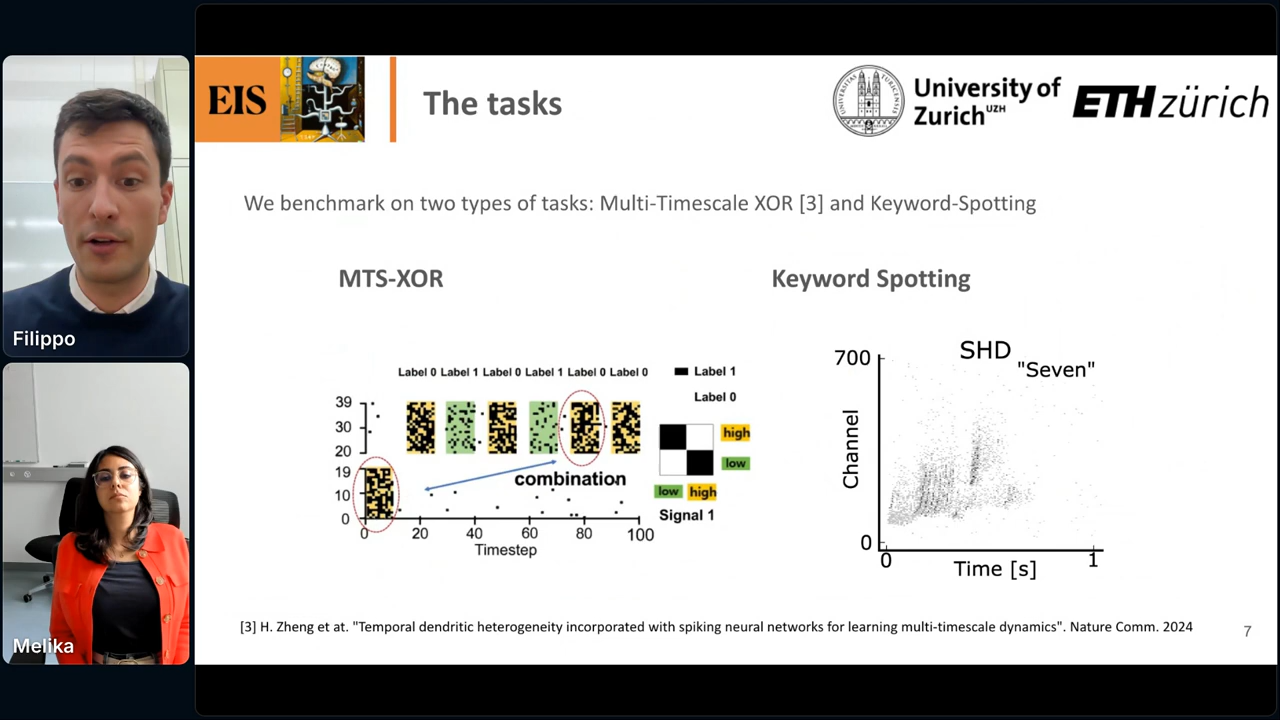 EIS
The tasks
University of
Zurich UZH
ETH zürich
We benchmark on two types of tasks: Multi-Timescale XOR [3] and Keyword-Spotting
MTS-XOR
Keyword Spotting
Label 0 Label 1 Label 0 Label 1 Label 0 Label 0
Label 1
Label 0
39
30
20
19
10
0
high
low
combination
low high
Signal 1
0 20 40 60 80 100
Timestep
SHD
"Seven"
700
Channel
0
0 1
Time [s]
[3] H. Zheng et at. "Temporal dendritic heterogeneity incorporated with spiking neural networks for learning multi-timescale dynamics". Nature Comm. 2024
7
Filippo
Melika